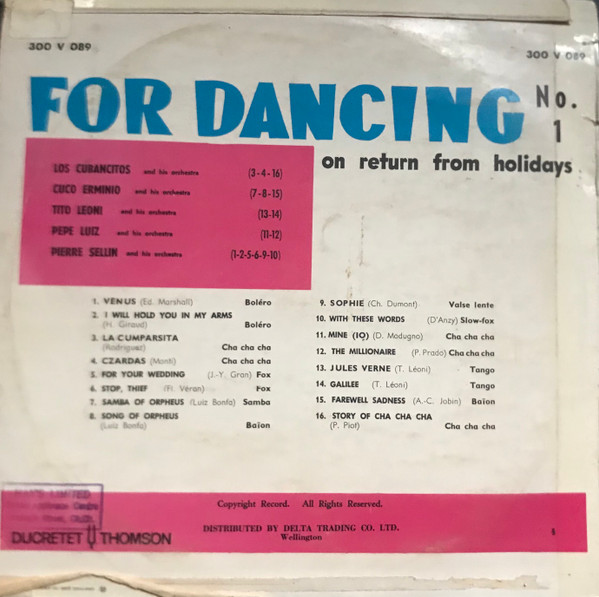 300 V 089
300 V 089
FOR DANCING No. 1
on return from holidays
LOS CUBANCITOS and his orchestra (3-4-16)
CUCO ERMINIO and his orchestra (7-8-15)
TITO LEONI and his orchestra (13-14)
PEPE LUIZ and his orchestra (11-12)
PIERRE SELLIN and his orchestra (1-2-5-6-9-10)
1. VENUS (Ed. Marshall) Boléro
2. I WILL HOLD YOU IN MY ARMS
(H. Giraud) Boléro
3. LA CUMPARSITA
(Rodriguez) Cha cha cha
4. CZARDAS (Monti) Cha cha cha
5. FOR YOUR WEDDING (J.-Y. Gran) Fox
6. STOP, THIEF (Fl. Véran) Fox
7. SAMBA OF ORPHEUS (Luiz Bonfa) Samba
8. SONG OF ORPHEUS
(Luiz Bonfa) Baïon
9. SOPHIE (Ch. Dumont) Valse lente
10. WITH THESE WORDS (D'Anzy) Slow-fox
11. MINE (IO) (D. Modugno) Cha cha cha
12. THE MILLIONAIRE (P. Prado) Cha cha cha
13. JULES VERNE (T. Léoni) Tango
14. GALILEE (T. Léoni) Tango
15. FAREWELL SADNESS (A.-C. Jobin) Baïon
16. STORY OF CHA CHA CHA
(P. Piot) Cha cha cha
LIMITED
Centre
DUCRETET THOMSON
Copyright Record. All Rights Reserved.
DISTRIBUTED BY DELTA TRADING CO. LTD.
Wellington